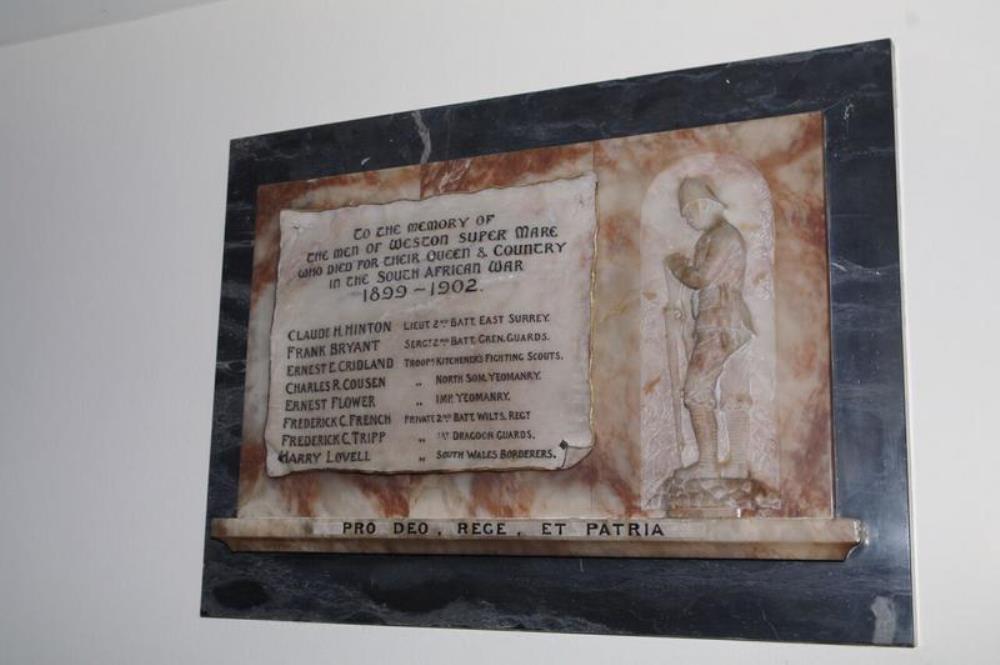 TO THE MEMORY OF
THE MEN OF WESTON SUPER MARE
WHO DIED FOR THEIR QUEEN & COUNTRY
IN THE SOUTH AFRICAN WAR
1899~1902.
CLAUDE H. HINTON LIEUT. 2ND BATT. EAST SURREY.
FRANK BRYANT SERGT 2ND BATT. GREN. GUARDS.
ERNEST E. CRIDLAND TROOPR KITCHENER'S FIGHTING SCOUTS.
CHARLES R. COUSEN „ NORTH SOM. YEOMANRY.
ERNEST FLOWER „ IMP. YEOMANRY.
FREDERICK C. FRENCH PRIVATE 2ND BATT. WILTS. REGT
FREDERICK C. TRIPP „ 1ST DRAGOON GUARDS.
HARRY LOVELL „ SOUTH WALES BORDERERS.
PRO DEO, REGE, ET PATRIA